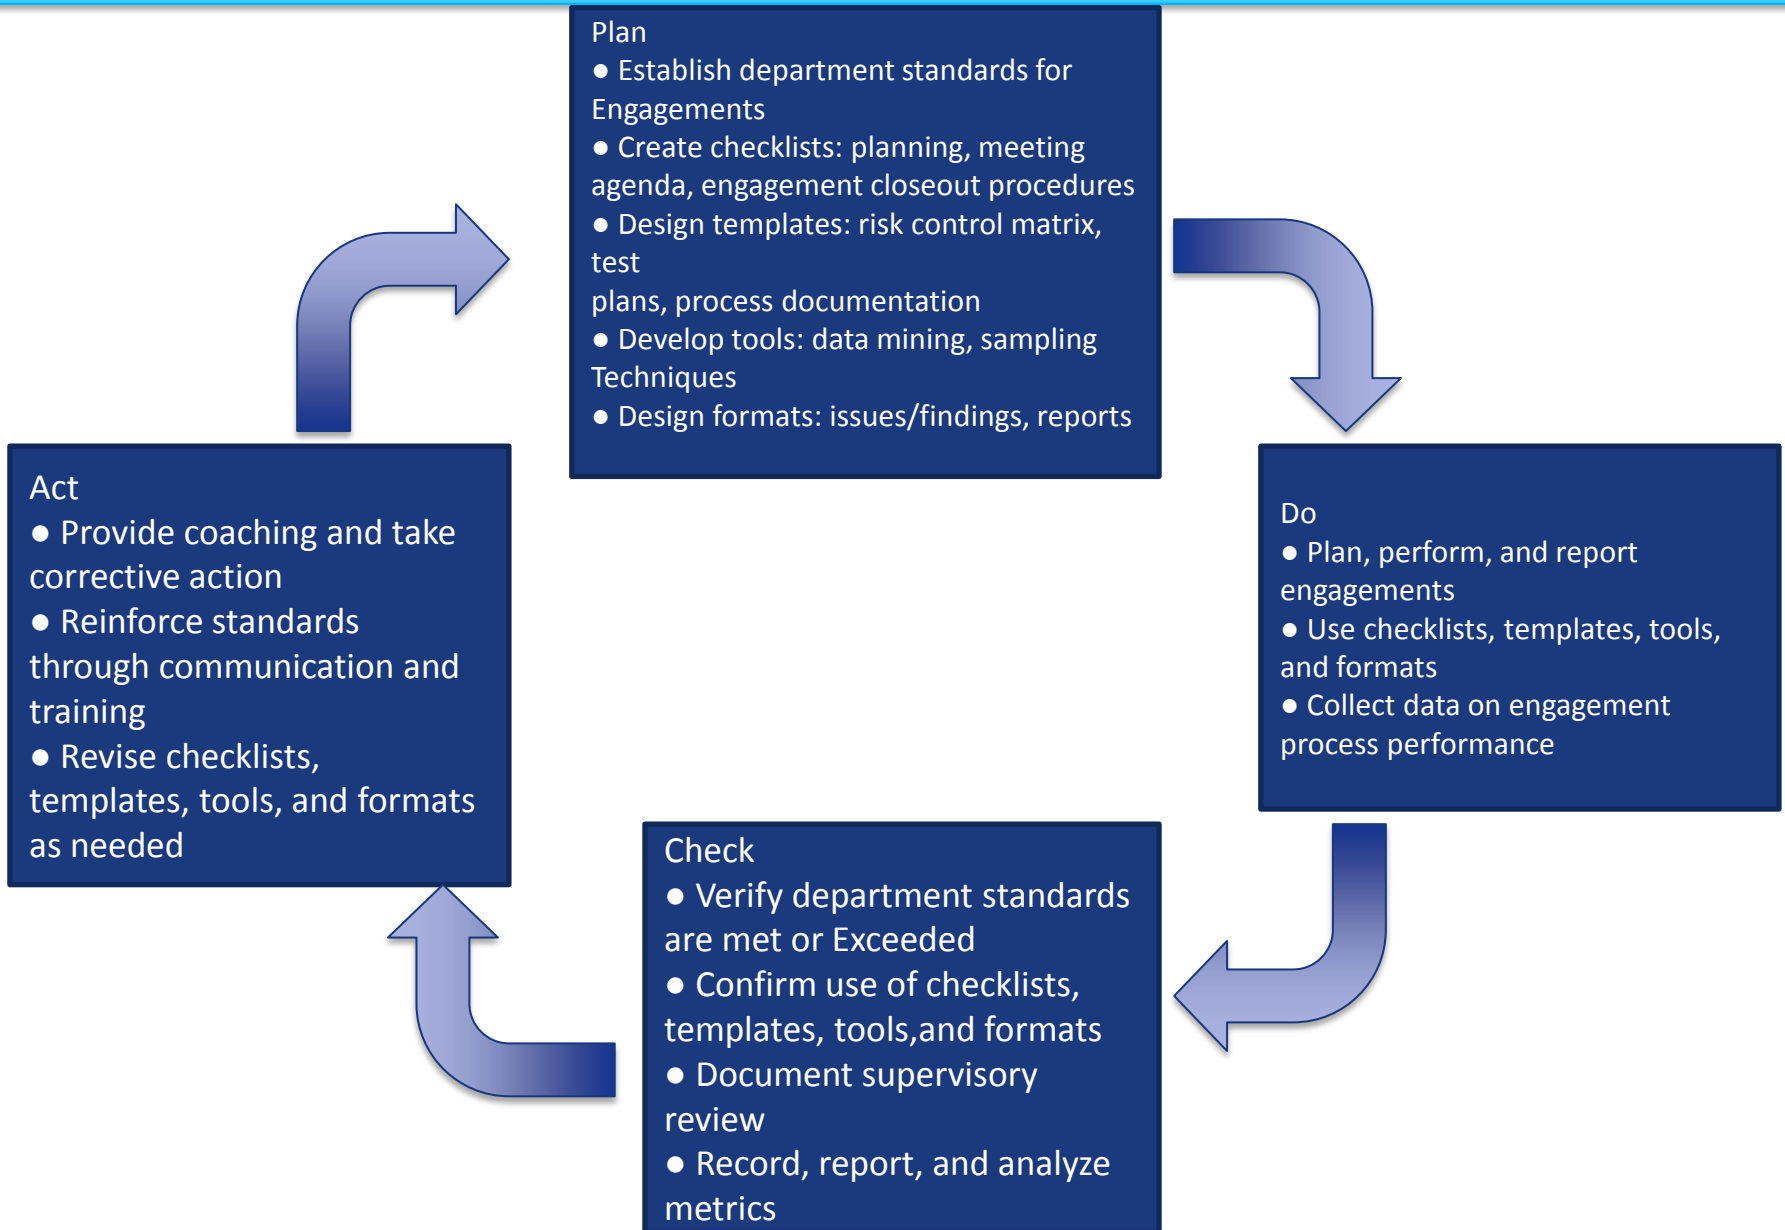 Plan
● Establish department standards for
Engagements
● Create checklists: planning, meeting
agenda, engagement closeout procedures
● Design templates: risk control matrix,
test
plans, process documentation
● Develop tools: data mining, sampling
Techniques
● Design formats: issues/findings, reports
Do
● Plan, perform, and report
engagements
● Use checklists, templates, tools,
and formats
● Collect data on engagement
process performance
Check
● Verify department standards
are met or Exceeded
● Confirm use of checklists,
templates, tools,and formats
● Document supervisory
review
● Record, report, and analyze
metrics
Act
● Provide coaching and take
corrective action
● Reinforce standards
through communication and
training
● Revise checklists,
templates, tools, and formats
as needed